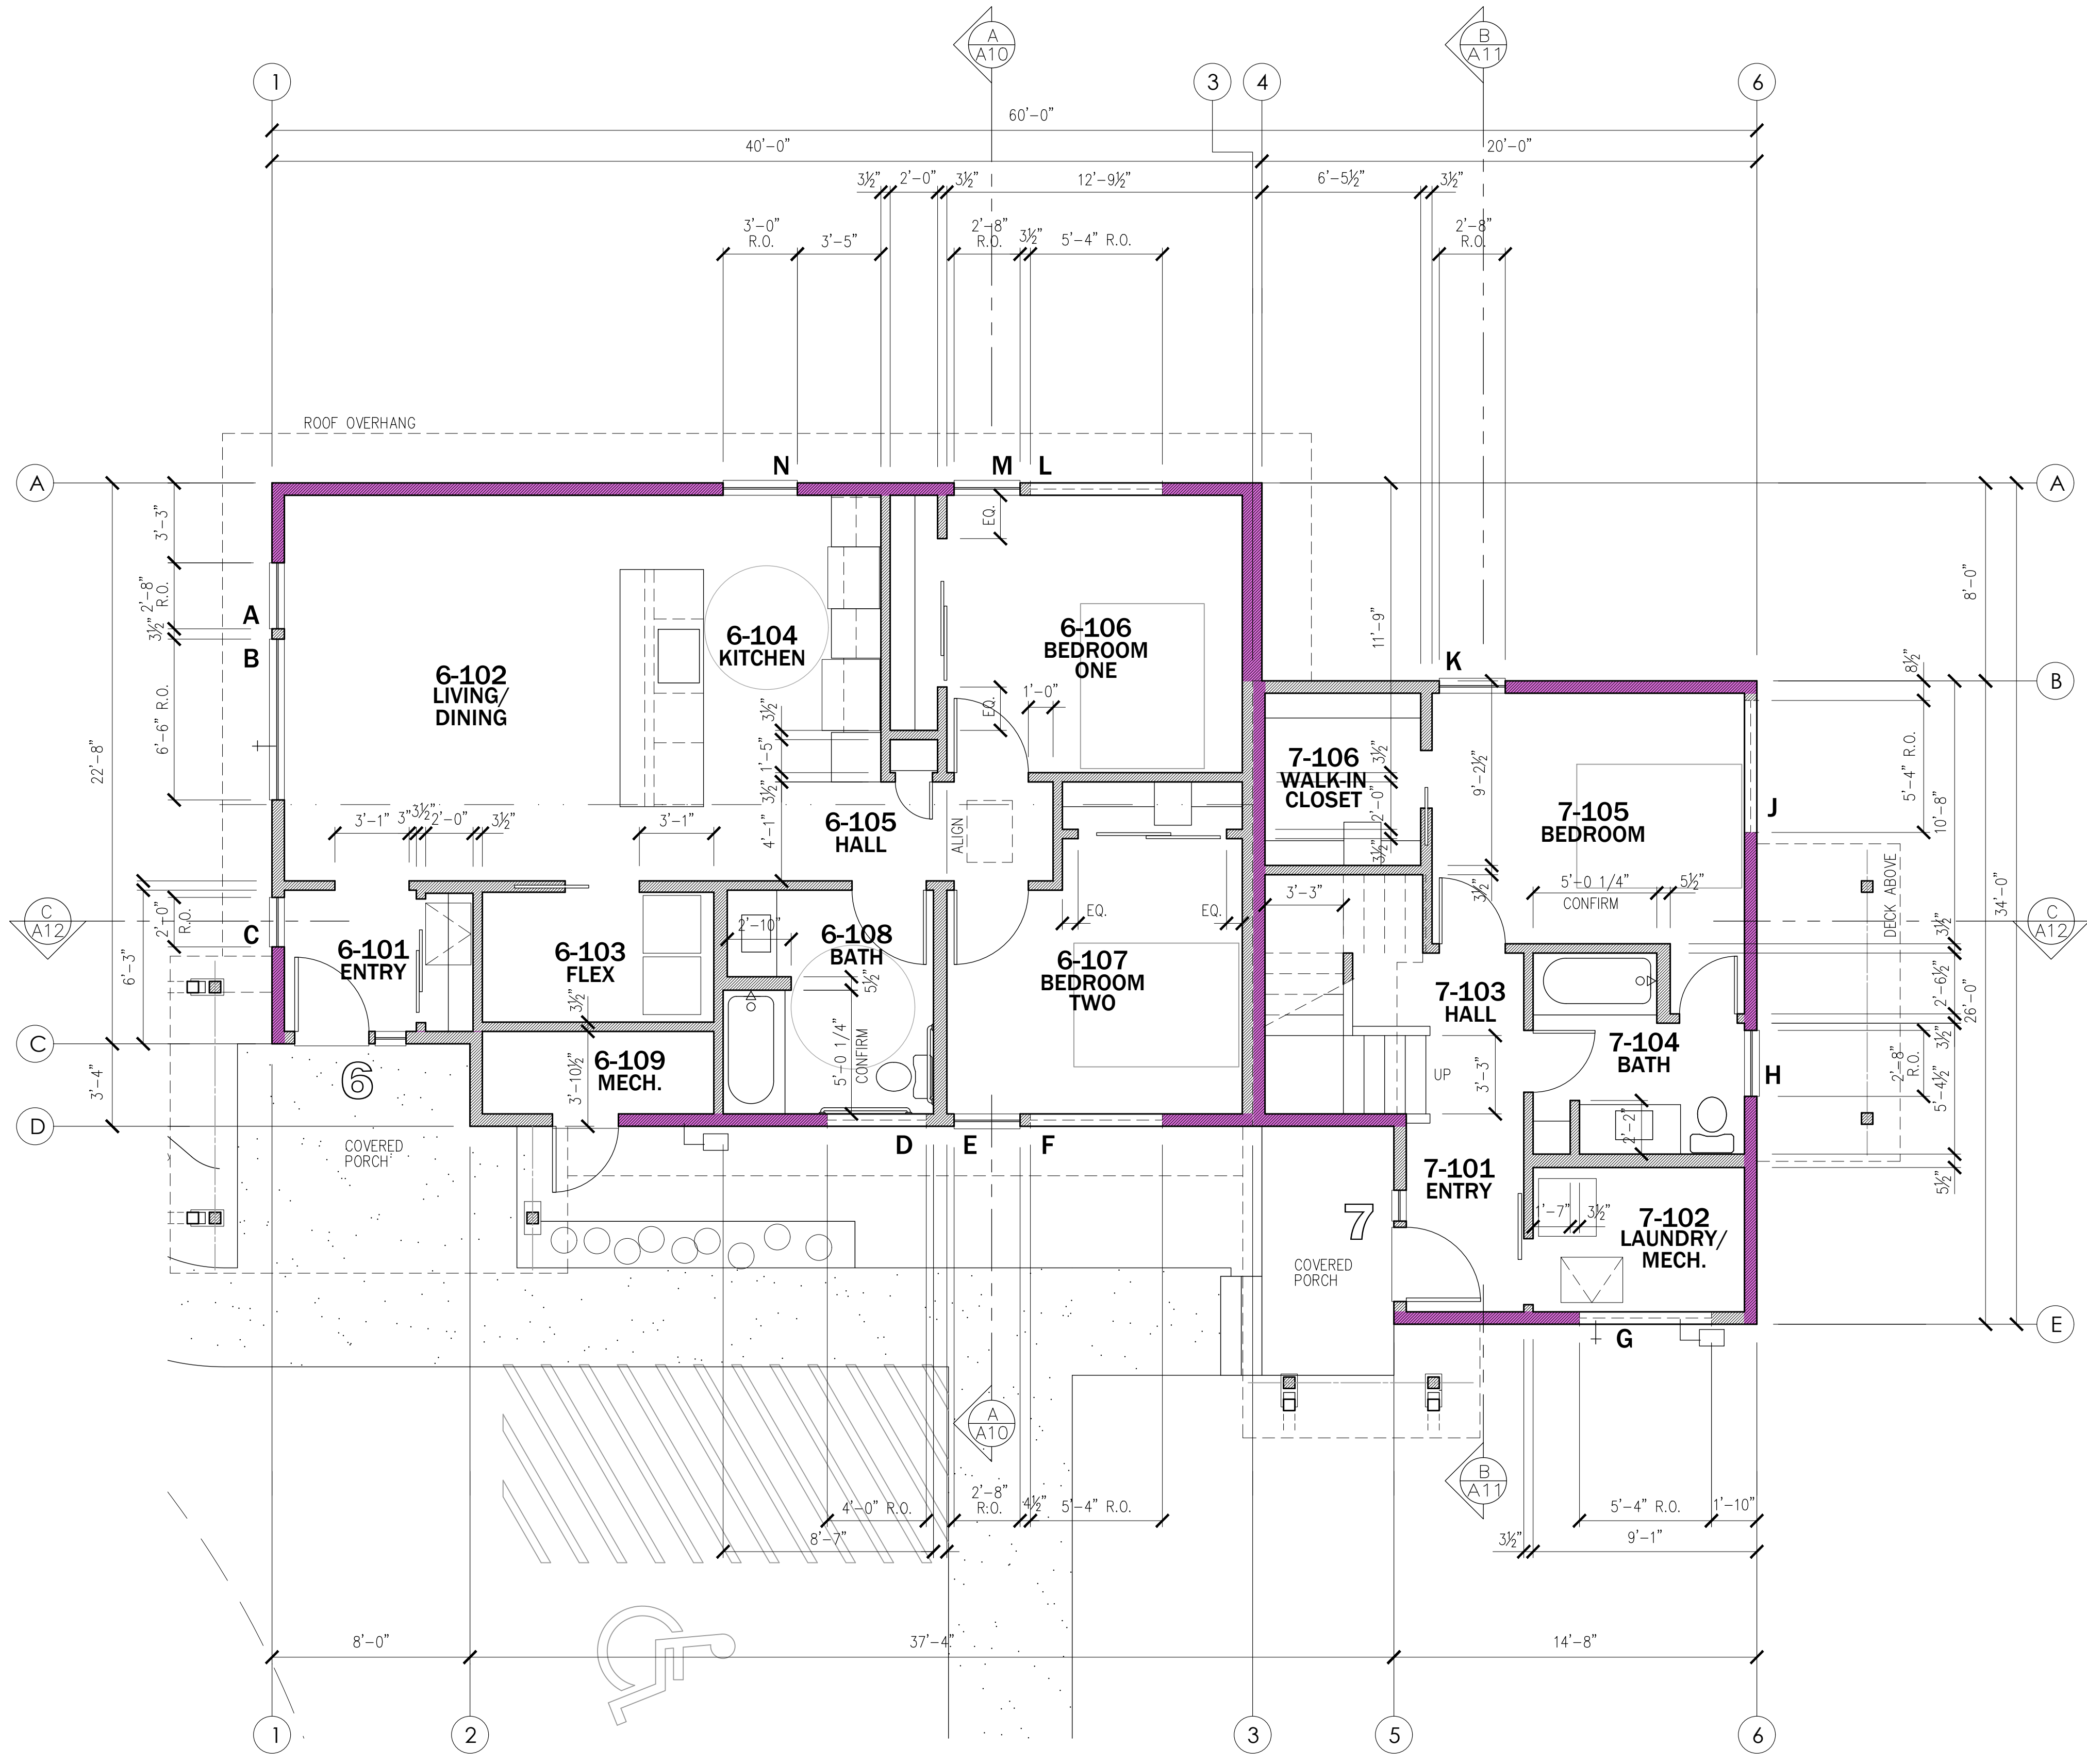 A
A10
B
A11
1
3
4
6
60'-0"
40'-0"
20'-0"
3½"
2'-0"
3½"
12'-9½"
6'-5½"
3½"
3'-0"
R.O.
3'-5"
2'-8"
R.O.
3½"
5'-4" R.O.
2'-8"
R.O.
ROOF OVERHANG
N
M
L
A
A
3'-3"
EQ.
8'-0"
2'-8"
R.O.
3½"
A
B
6-104
KITCHEN
6-106
BEDROOM
ONE
11'-9"
34'-0"
K
8½"
B
6-102
LIVING/
DINING
1'-0"
EQ.
3½"
6'-6" R.O.
22'-8"
1'-5"
3½"
7-106
WALK-IN
CLOSET
3½"
2'-0"
3½"
9'-2½"
7-105
BEDROOM
5'-4" R.O.
J
10'-8"
3'-1"
3"
3½"
2'-0"
3½"
3'-1"
4'-1"
6-105
HALL
ALIGN
DECK ABOVE
C
A12
2'-0"
R.O.
C
6'-3"
6-101
ENTRY
6-103
FLEX
2'-10"
6-108
BATH
5½"
EQ.
EQ.
6-107
BEDROOM
TWO
3'-3"
3½"
5'-0 1/4"
CONFIRM
5½"
3½"
C
A12
7-103
HALL
2'-6½"
26'-0"
3½"
3½"
5'-0 1/4"
CONFIRM
7-104
BATH
2'-8"
R.O.
H
5'-4½"
C
C
6
6-109
MECH.
3'-10½"
UP
3'-3"
3'-4"
D
D
COVERED
PORCH
D
E
F
2'-2"
5½"
7-101
ENTRY
7
COVERED
PORCH
1'-7"
3½"
7-102
LAUNDRY/
MECH.
G
E
A
A10
B
A11
4'-0" R.O.
2'-8"
R.O.
4½"
5'-4" R.O.
5'-4" R.O.
1'-10"
8'-7"
3½"
9'-1"
8'-0"
37'-4"
14'-8"
1
2
3
5
6